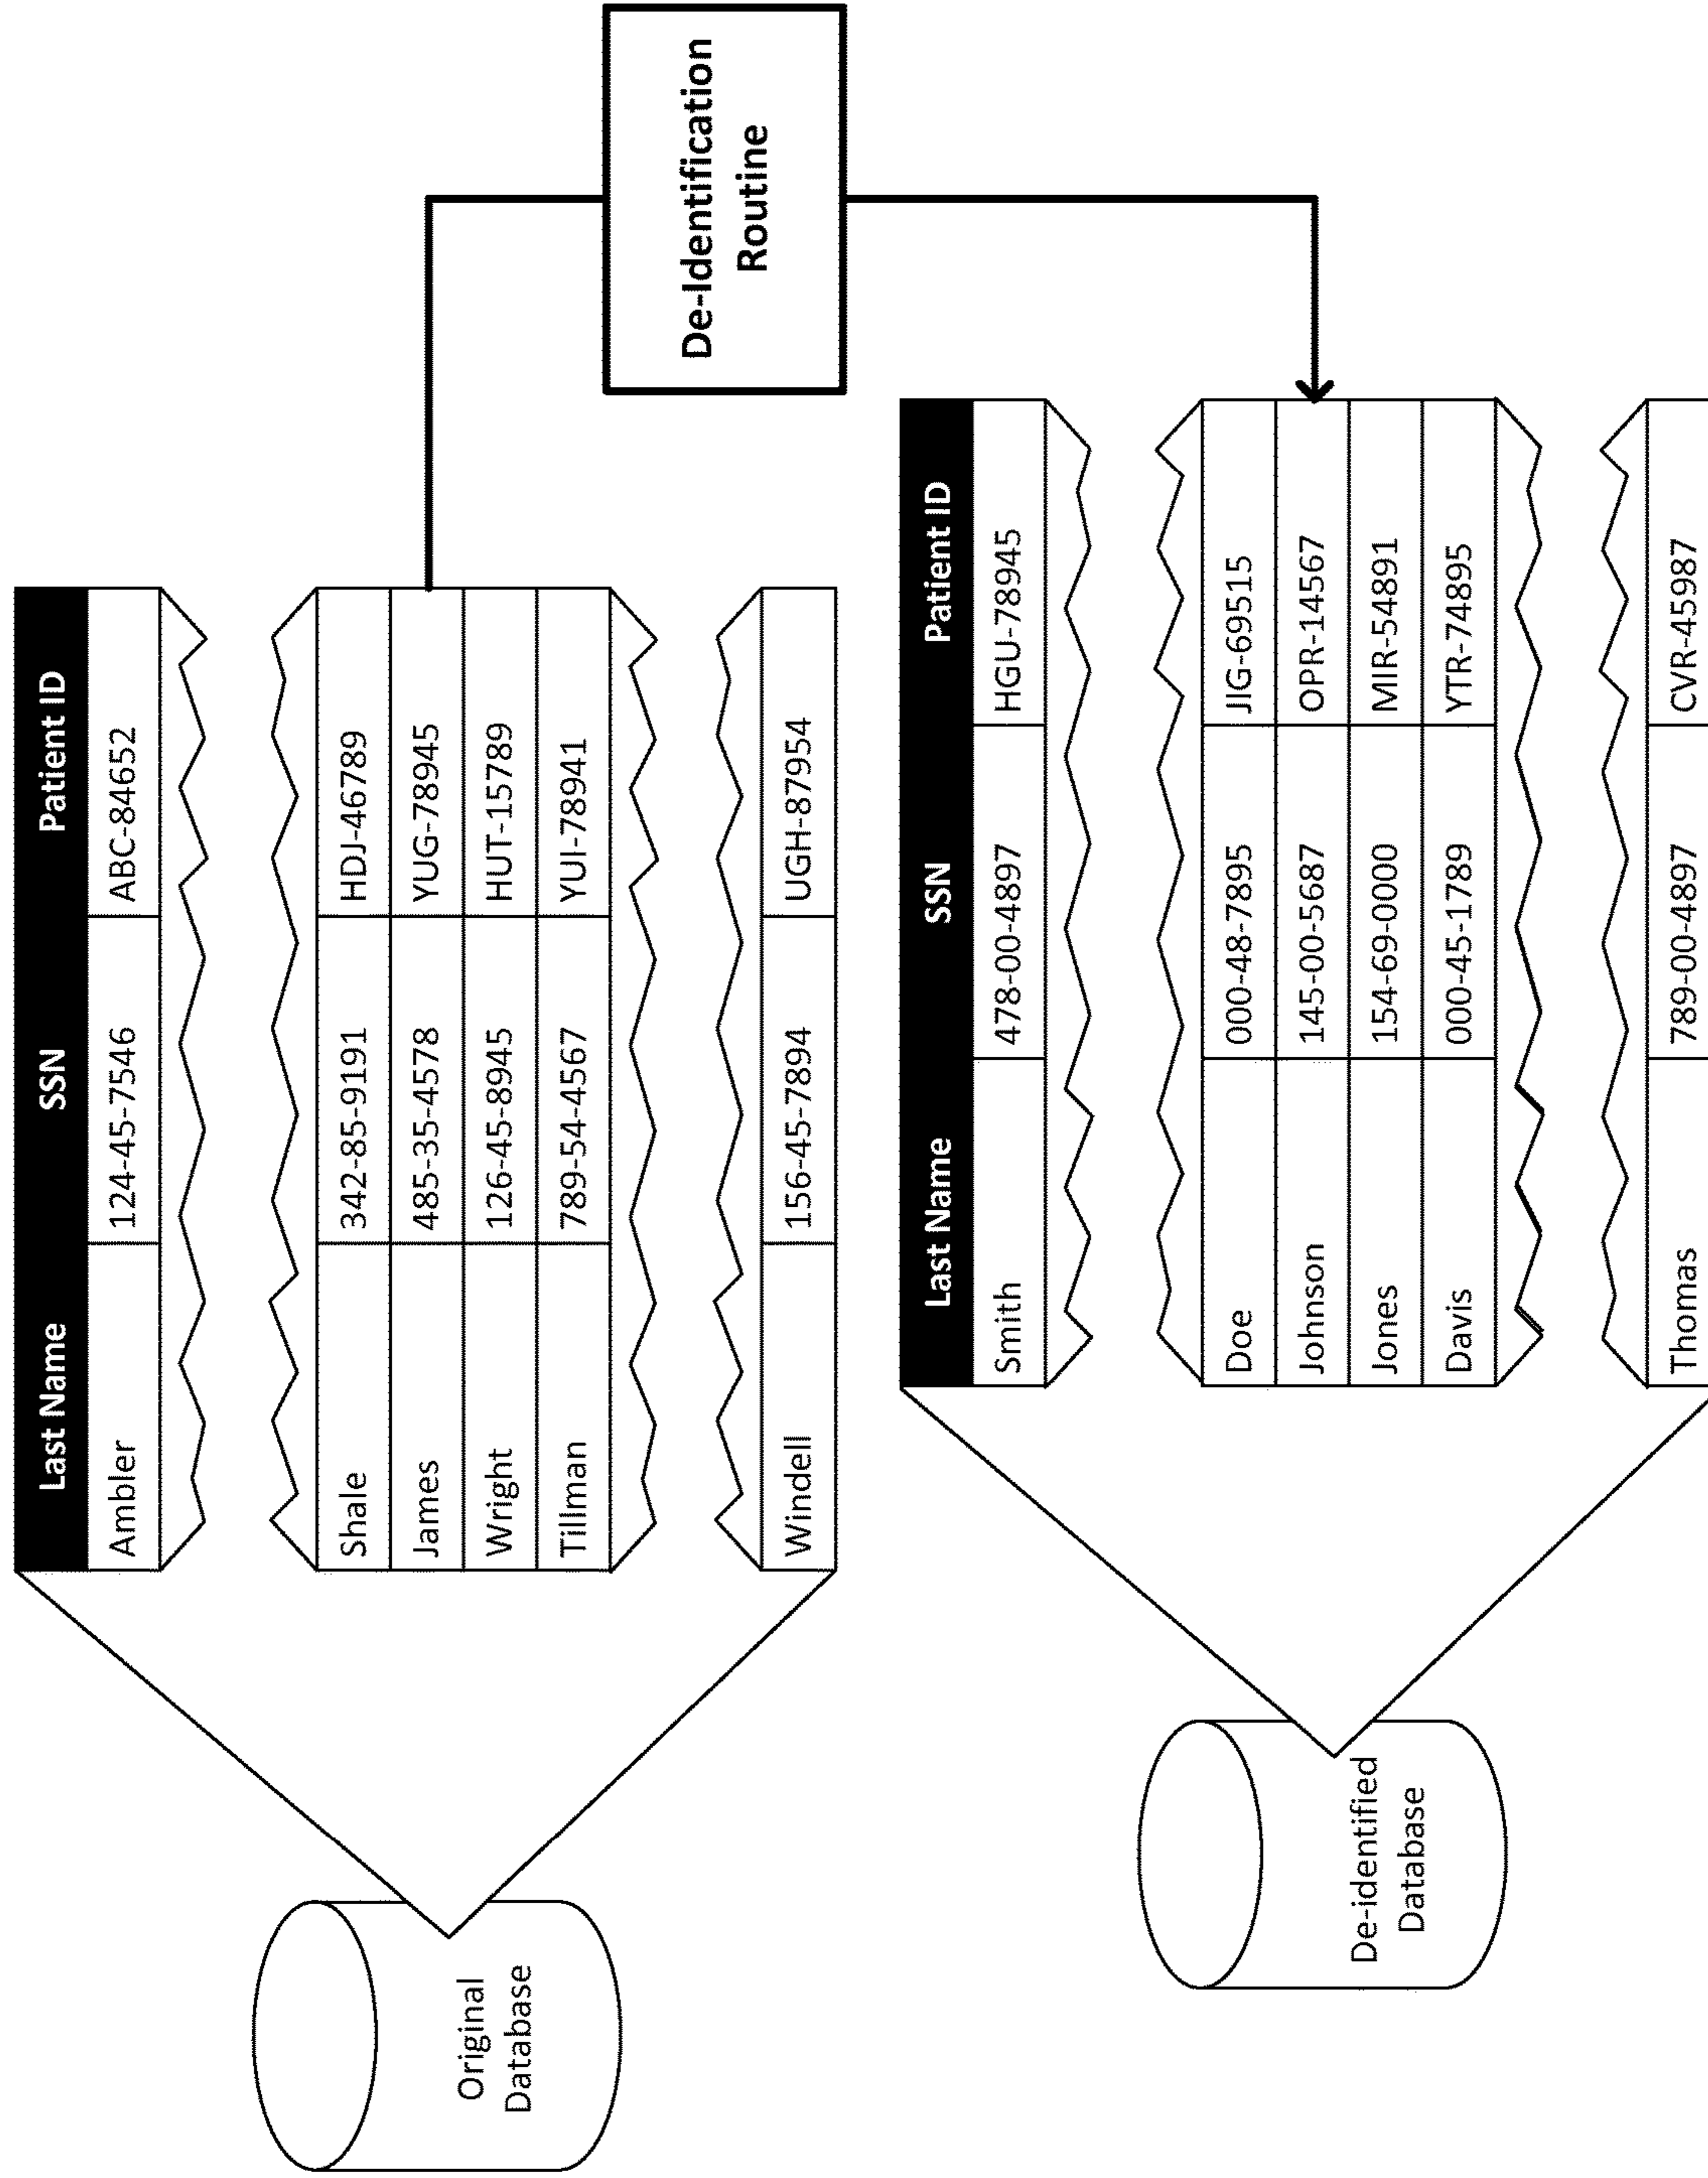 Last Name SSN Patient ID
Ambler 124-45-7546 ABC-84652
Shale 342-85-9191 HDJ-46789
James 485-35-4578 YUG-78945
Wright 126-45-8945 HUT-15789
Tillman 789-54-4567 YUI-78941
Windell 156-45-7894 UGH-87954
Original
Database
De-Identification
Routine
Last Name SSN Patient ID
Smith 478-00-4897 HGU-78945
Doe 000-48-7895 JIG-69515
Johnson 145-00-5687 OPR-14567
Jones 154-69-0000 MIR-54891
Davis 000-45-1789 YTR-74895
Thomas 789-00-4897 CVR-45987
De-identified
Database